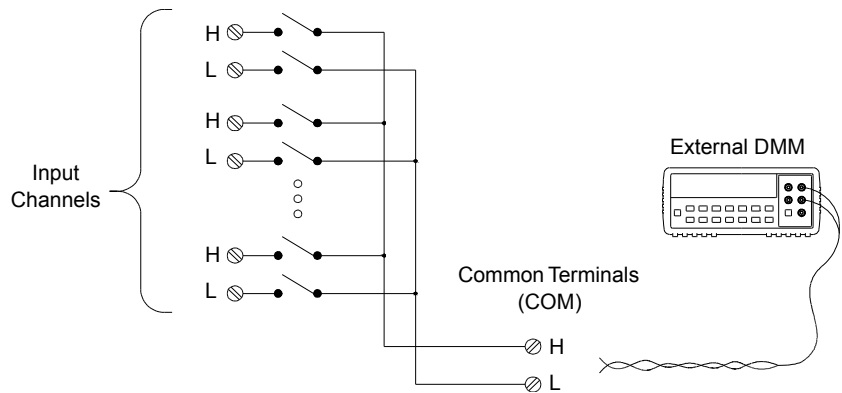 H
L
H
L
H
L
Input
Channels
External DMM
Common Terminals
(COM)
H
L